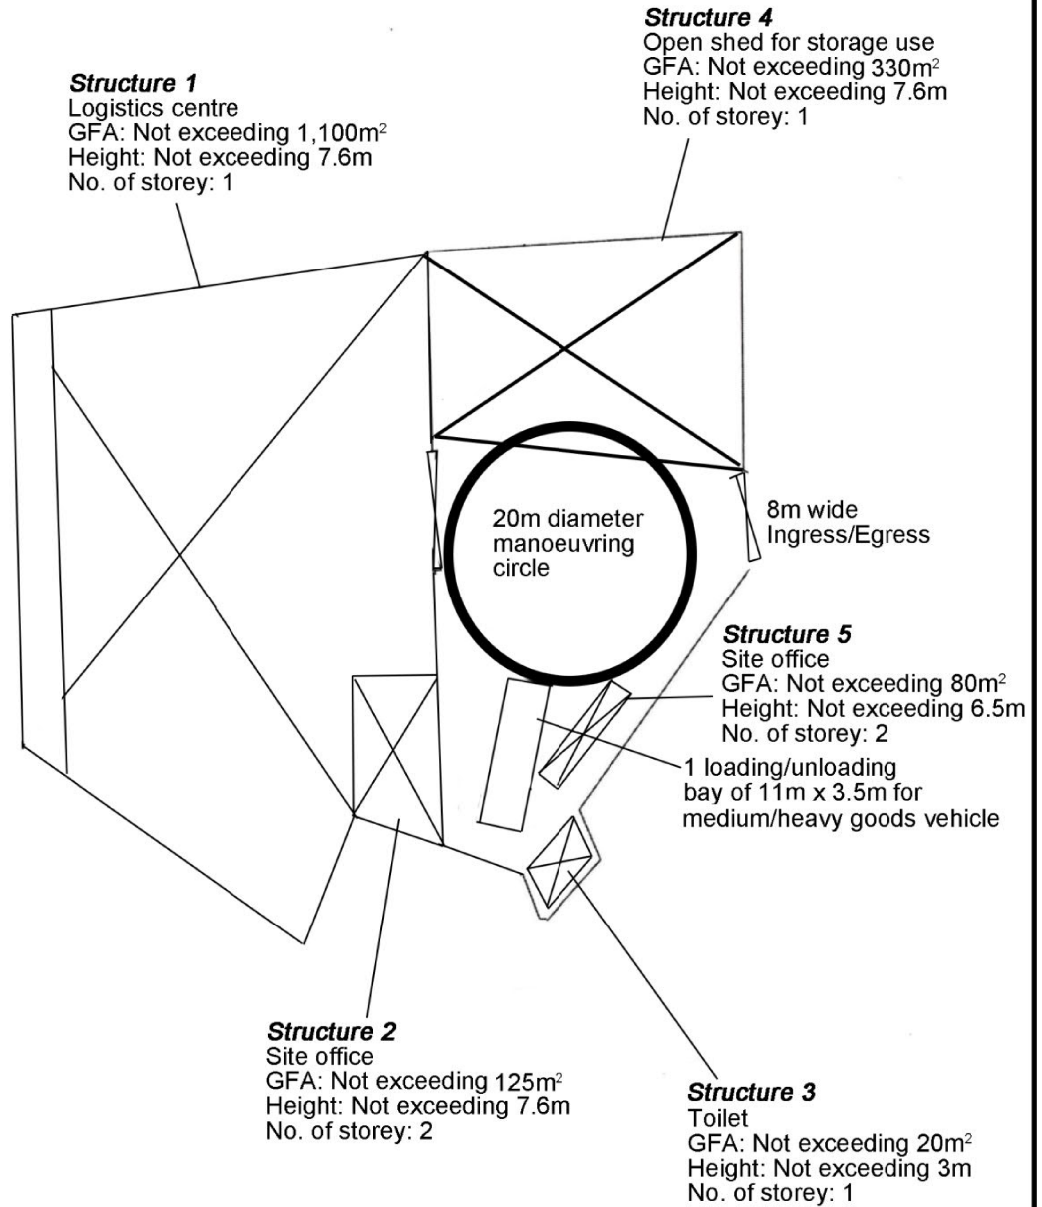 Structure 4
Open shed for storage use
GFA: Not exceeding 330m²
Height: Not exceeding 7.6m
No. of storey: 1
Structure 1
Logistics centre
GFA: Not exceeding 1,100m²
Height: Not exceeding 7.6m
No. of storey: 1
8m wide
Ingress/Egress
20m diameter
manoeuvring
circle
Structure 5
Site office
GFA: Not exceeding 80m²
Height: Not exceeding 6.5m
No. of storey: 2
1 loading/unloading
bay of 11m x 3.5m for
medium/heavy goods vehicle
Structure 2
Site office
GFA: Not exceeding 125m²
Height: Not exceeding 7.6m
No. of storey: 2
Structure 3
Toilet
GFA: Not exceeding 20m²
Height: Not exceeding 3m
No. of storey: 1